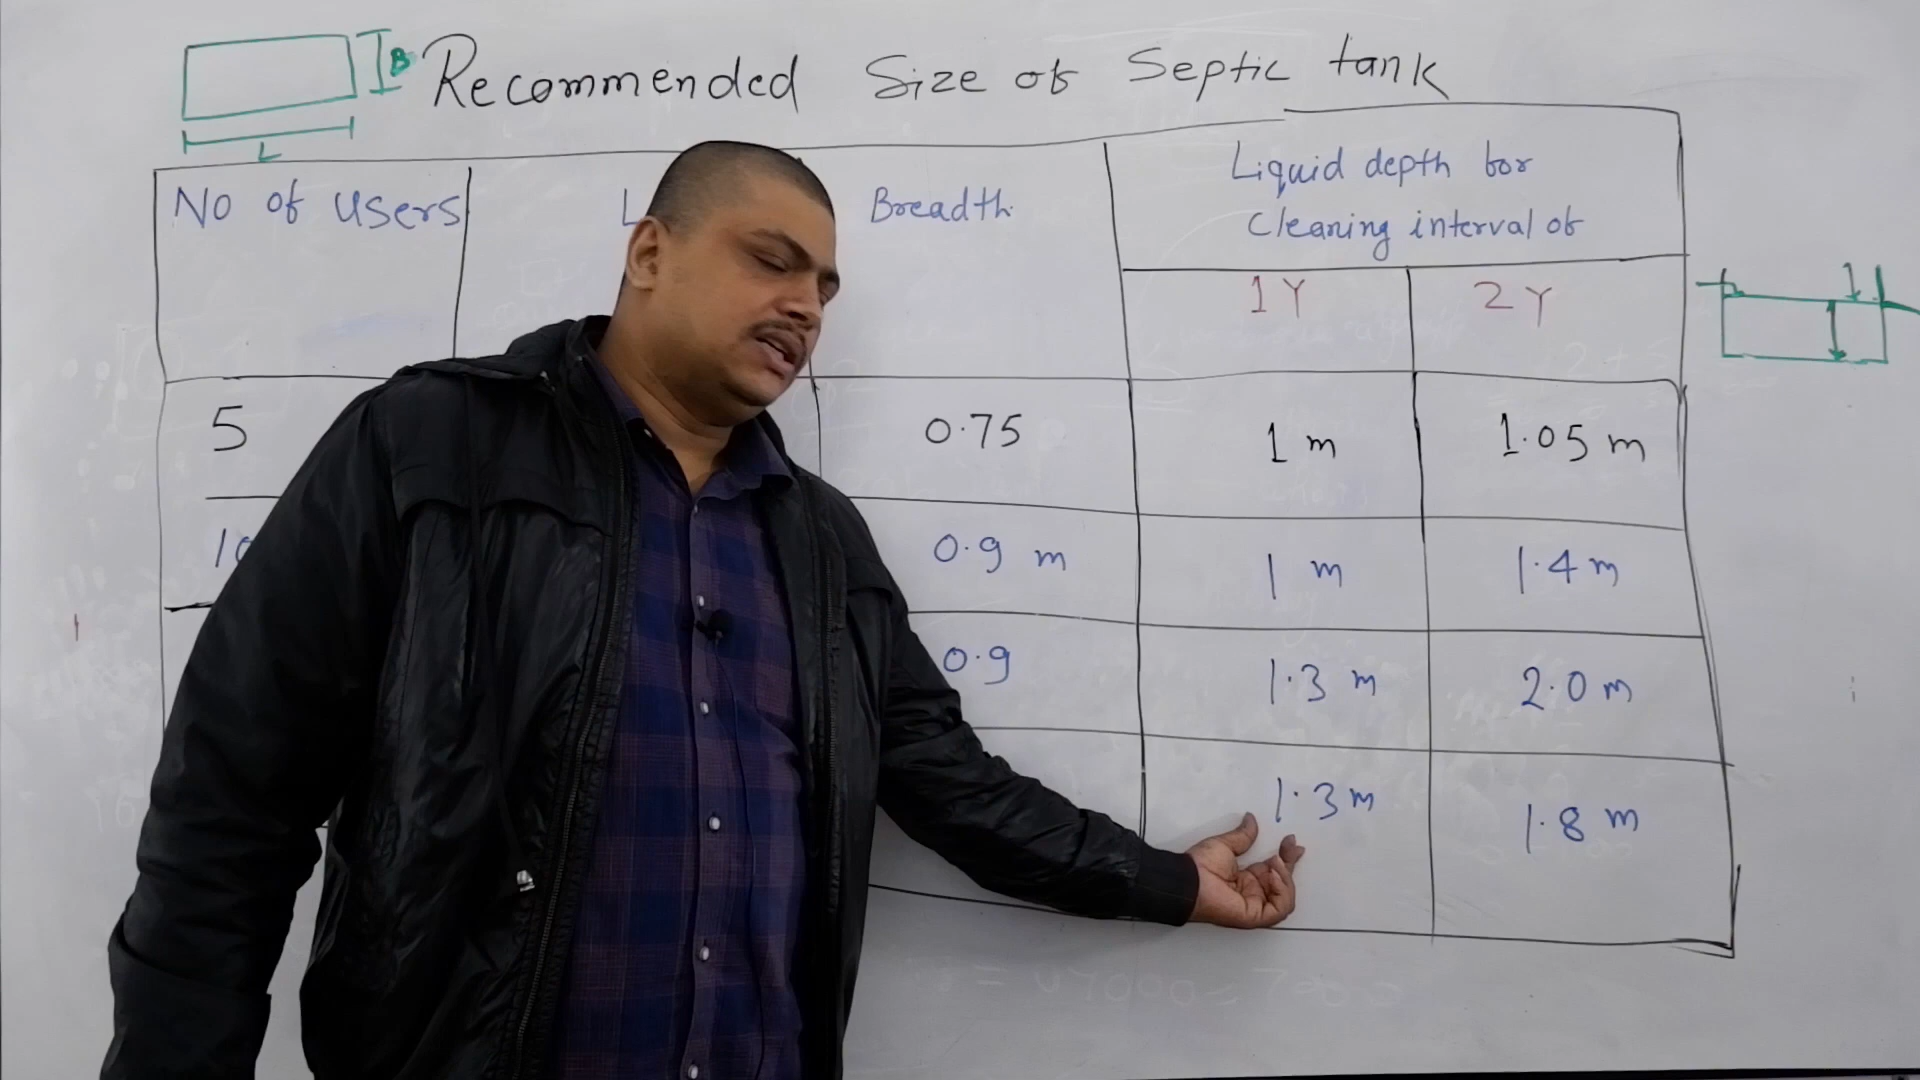 B
Recommended Size of Septic tank
L
No of Users
Breadth
Liquid depth for
Cleaning interval of
1Y
2Y
5
0.75
1 m
1.05 m
0.9 m
1 m
1.4 m
0.9
1.3 m
2.0 m
1.3 m
1.8 m